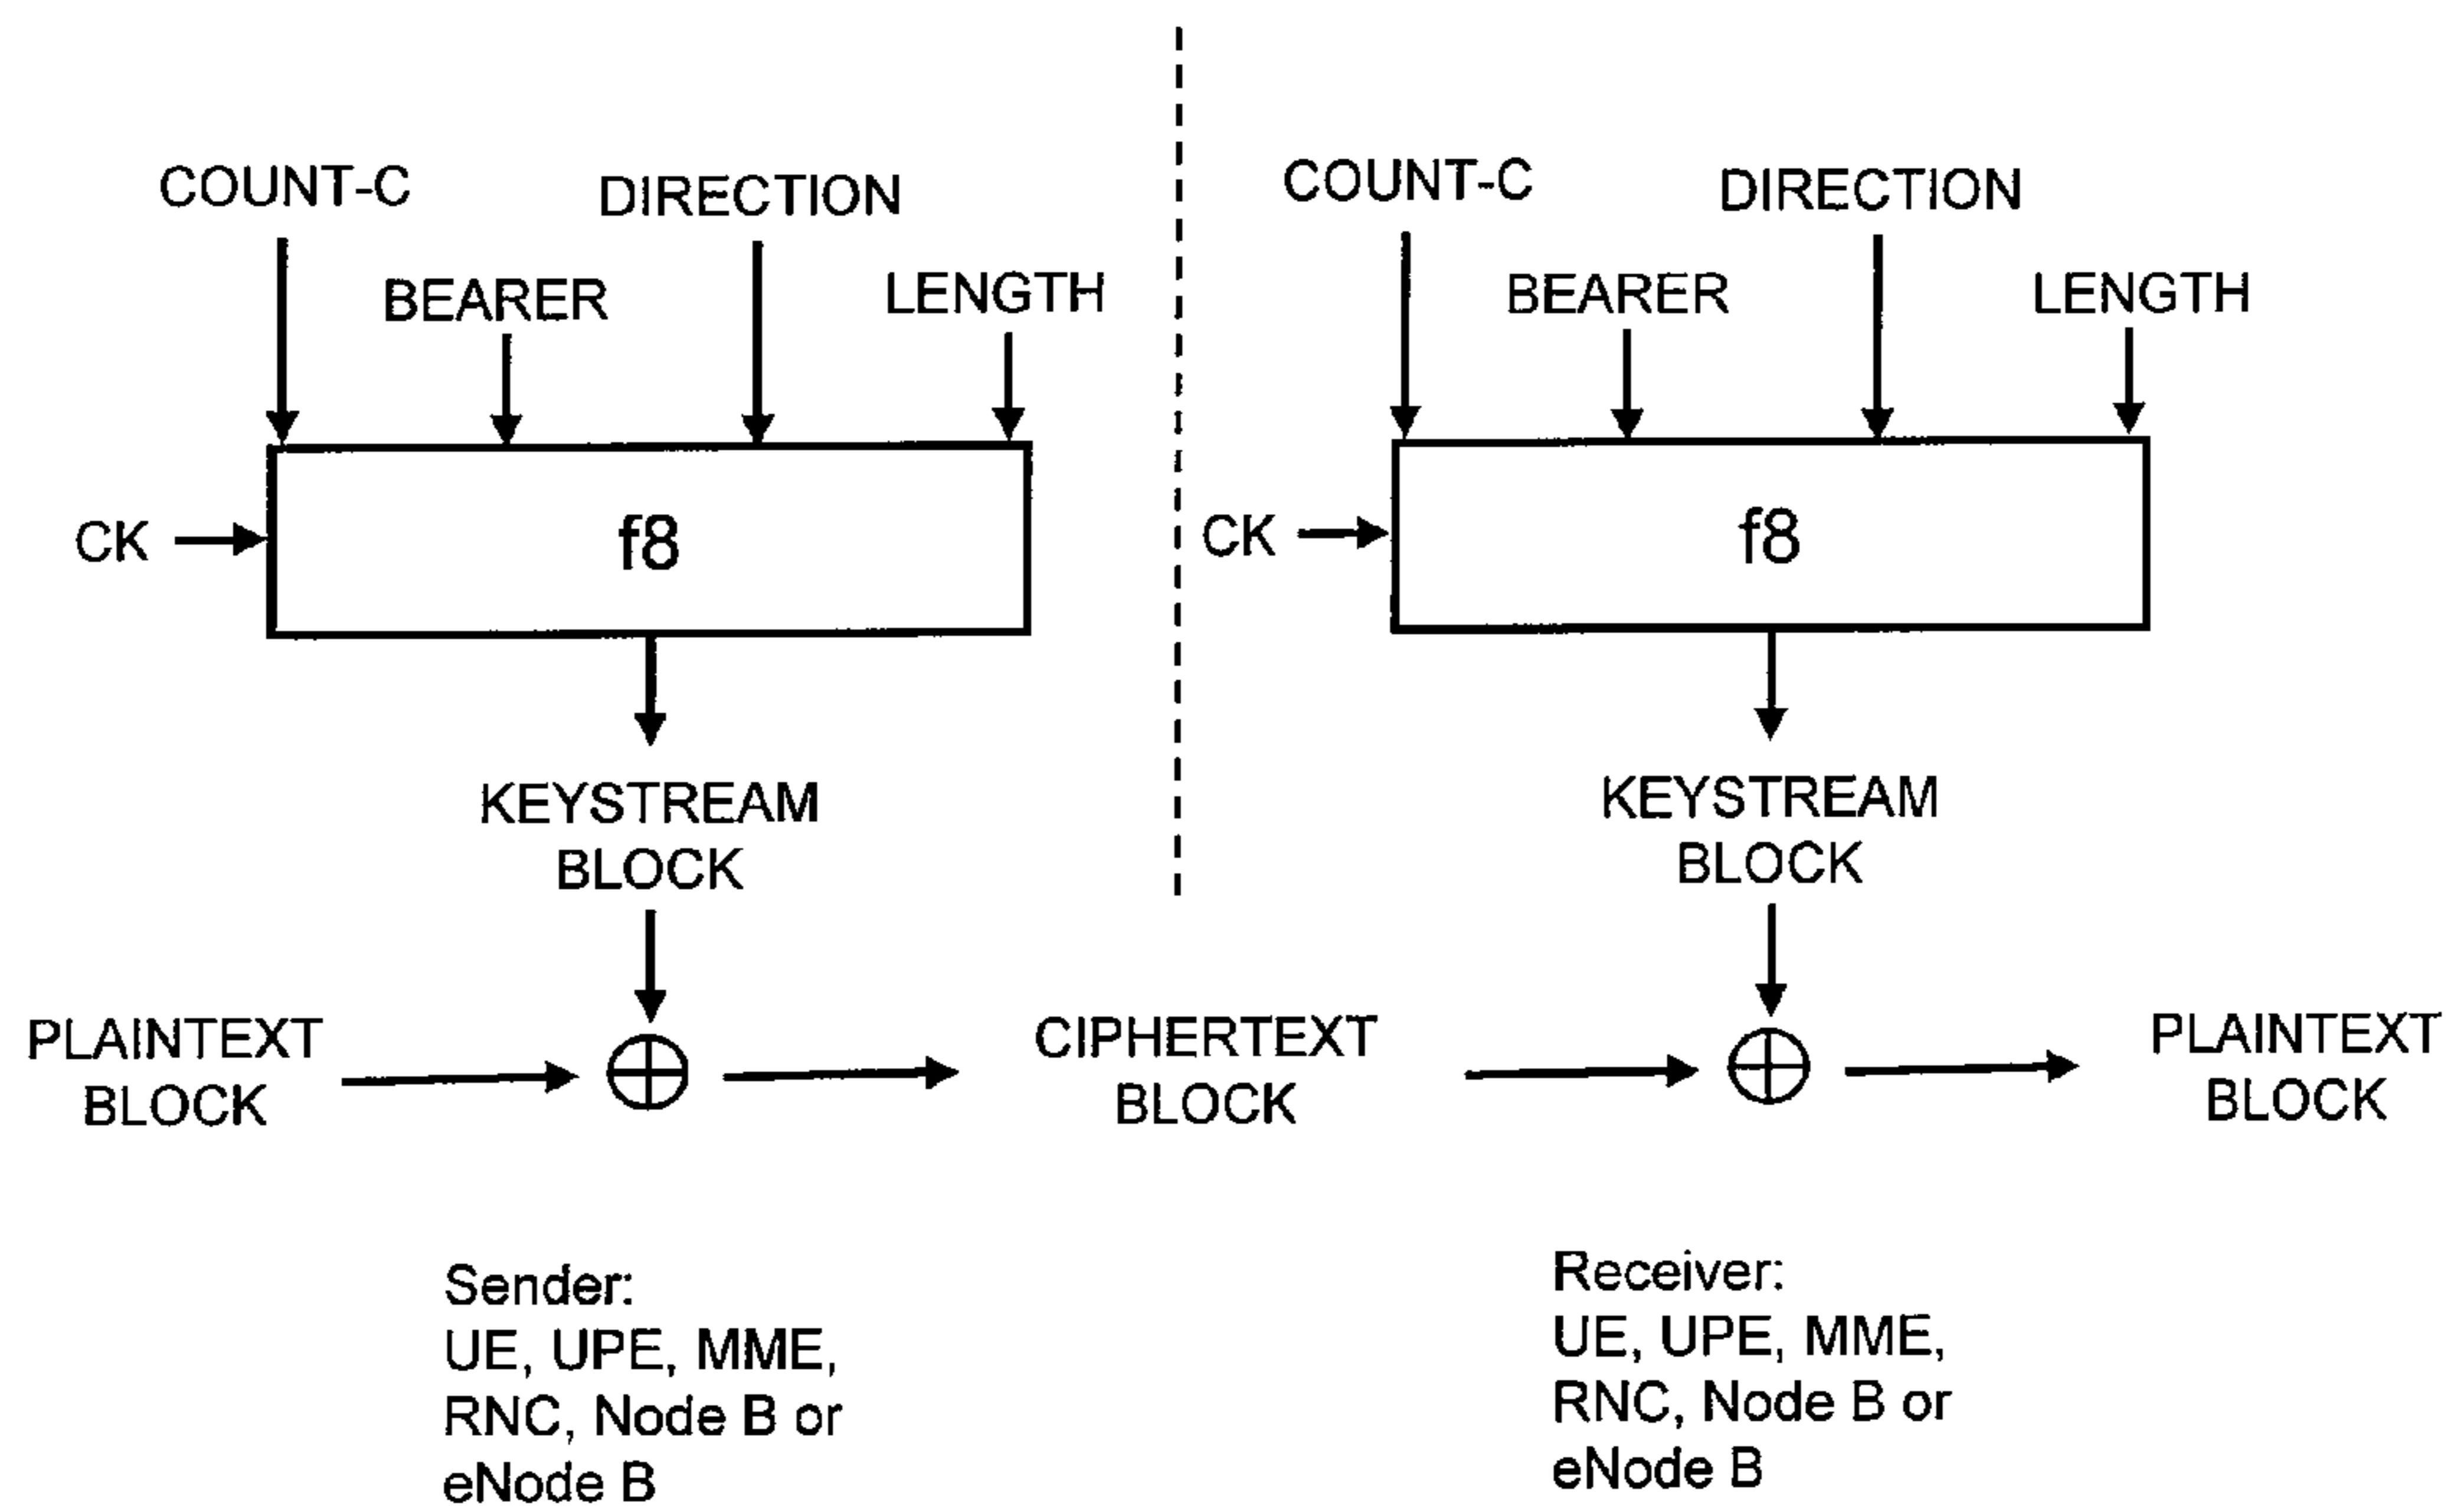 COUNT-C
DIRECTION
BEARER
LENGTH
CK
f8
KEYSTREAM
BLOCK
PLAINTEXT
BLOCK
CIPHERTEXT
BLOCK
Sender:
UE, UPE, MME,
RNC, Node B or
eNode B
COUNT-C
DIRECTION
BEARER
LENGTH
CK
f8
KEYSTREAM
BLOCK
PLAINTEXT
BLOCK
Receiver:
UE, UPE, MME,
RNC, Node B or
eNode B